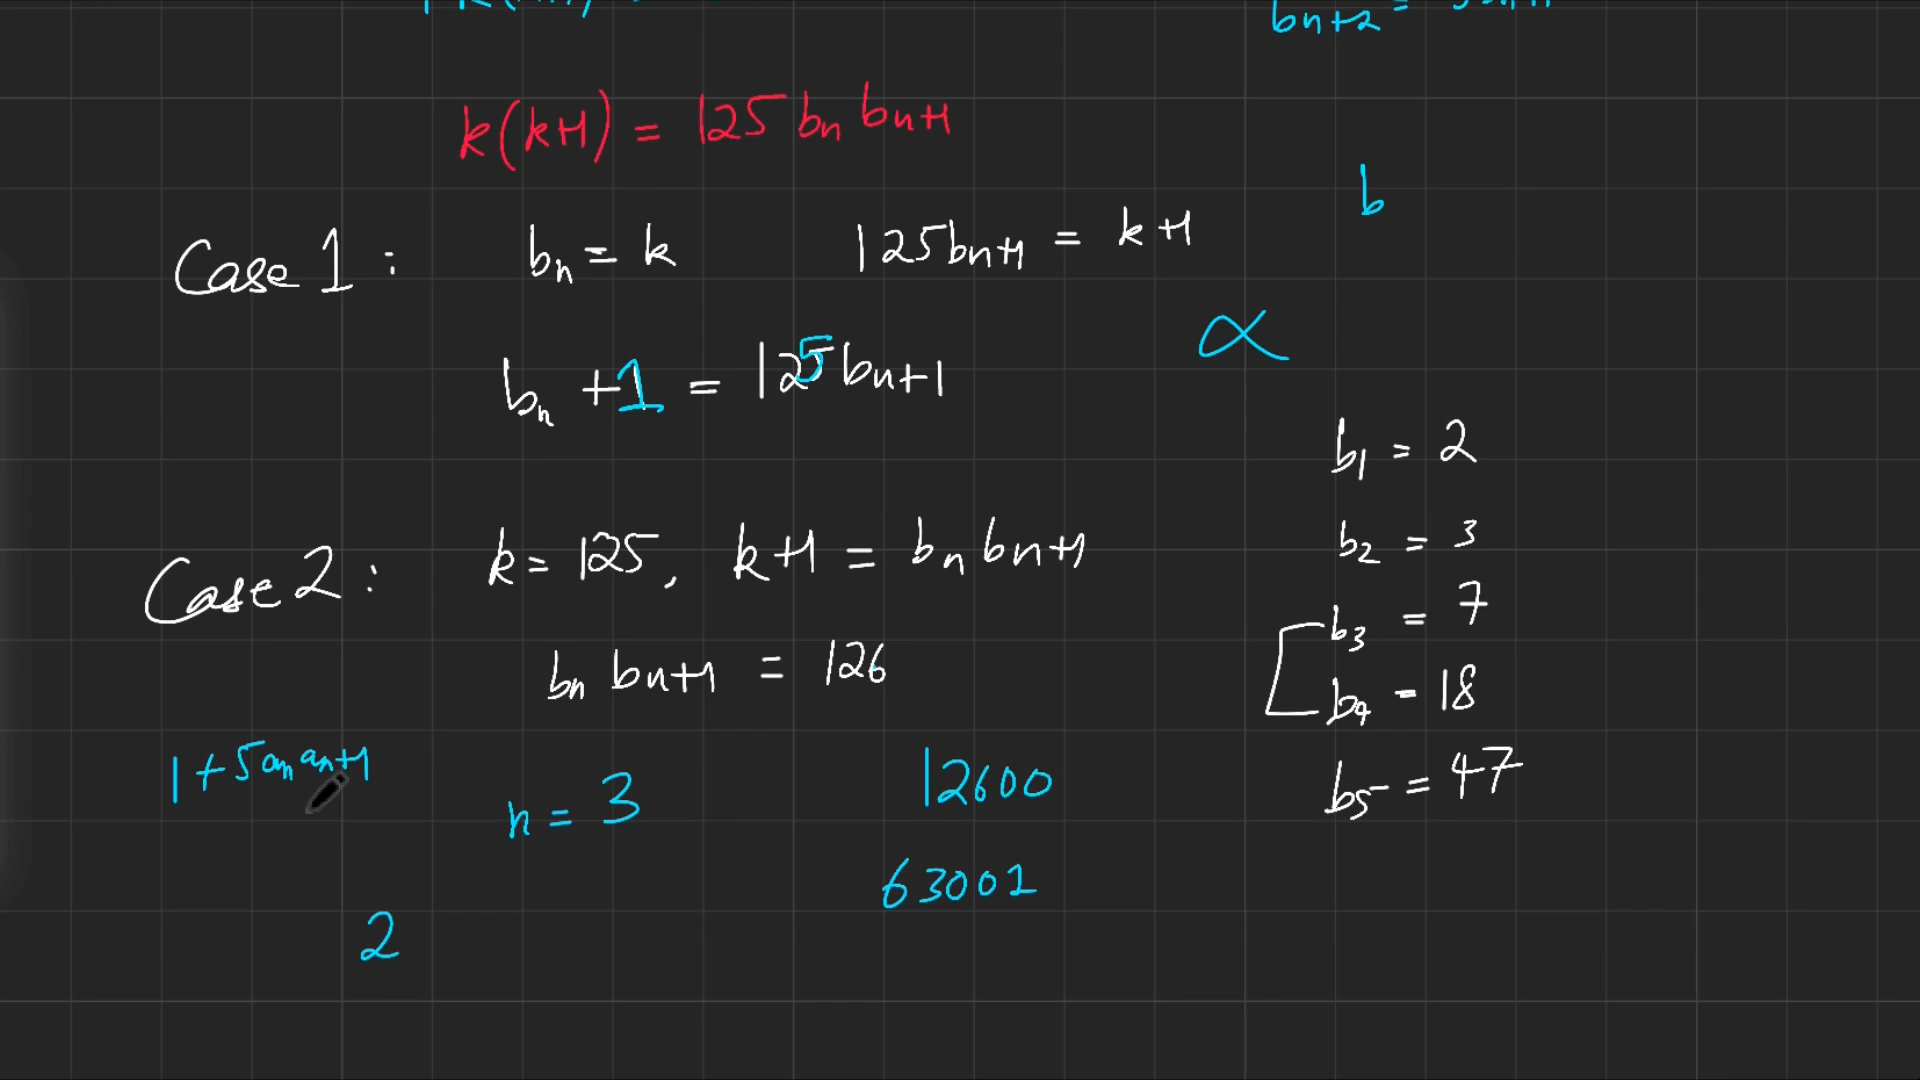 bn+2 =
k(k+1) = 125 bn bn+1
b
Case 1 : bn = k 125bn+1 = k+1
α
bn + 1 = 125 bn+1
b1 = 2
b2 = 3
Case 2 : k = 125, k+1 = bn bn+1
b3 = 7
bn bn+1 = 126
b4 = 18
1 + 5an an+1
n = 3
12600
b5 = 47
63001
2